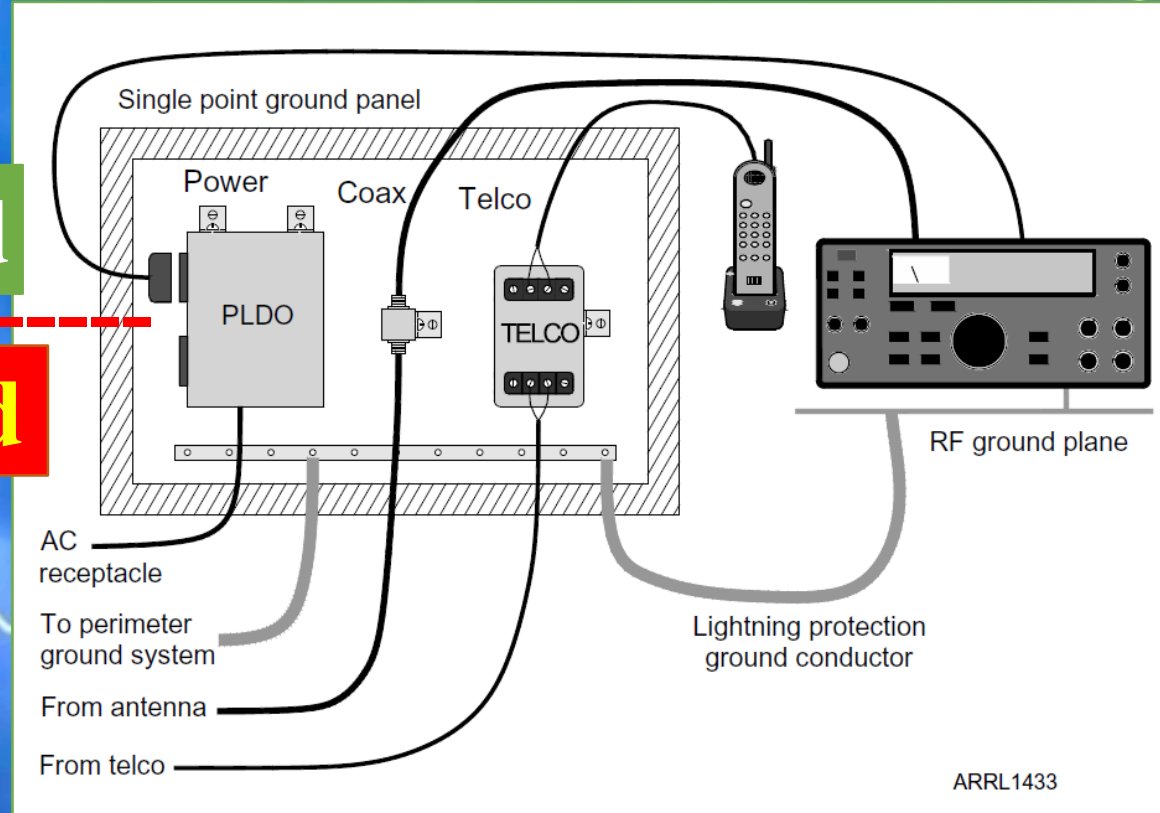 Single point ground panel
Power
Coax
Telco
PLDO
TELCO
RF ground plane
AC
receptacle
To perimeter
ground system
Lightning protection
ground conductor
From antenna
From telco
ARRL1433